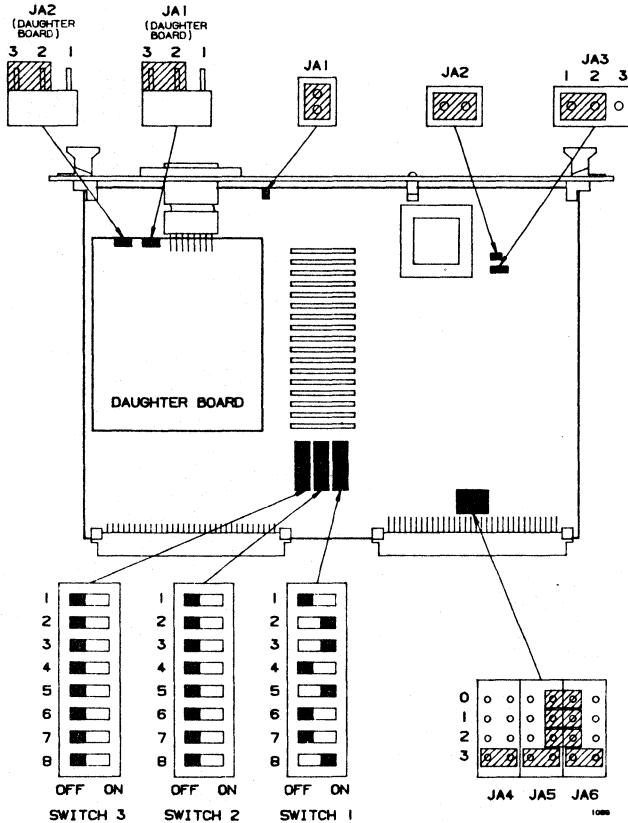 JA2
(DAUGHTER
BOARD)
3 2 1
JA1
(DAUGHTER
BOARD)
3 2 1
JA1
JA2
JA3
1 2 3
DAUGHTER BOARD
1
2
3
4
5
6
7
8
OFF ON
SWITCH 3
1
2
3
4
5
6
7
8
OFF ON
SWITCH 2
1
2
3
4
5
6
7
8
OFF ON
SWITCH 1
0
1
2
3
JA4 JA5 JA6